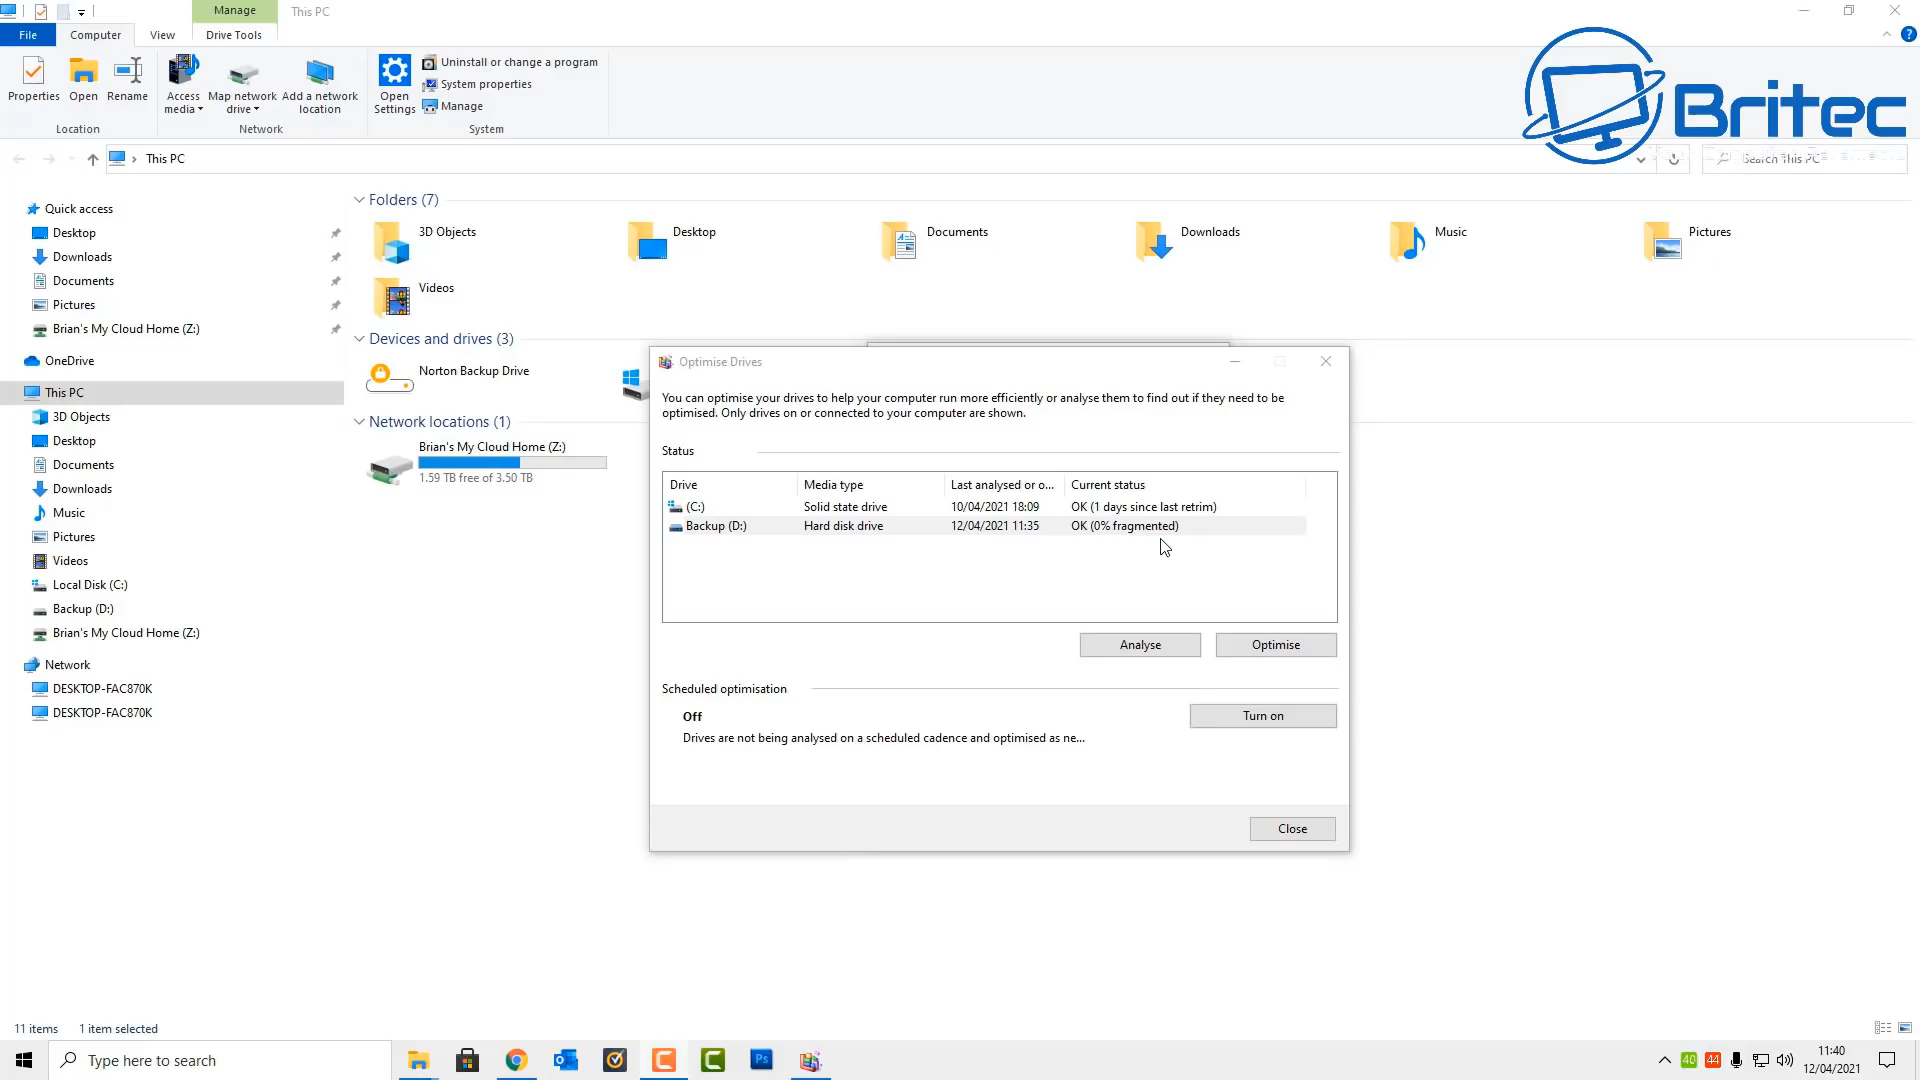 Manage
This PC
File
Computer
View
Drive Tools
Properties
Open
Rename
Access media
Map network drive
Add a network location
Open Settings
Uninstall or change a program
System properties
Manage
Location
Network
System
Britec
This PC
Search This PC
Quick access
Desktop
Downloads
Documents
Pictures
Brian's My Cloud Home (Z:)
OneDrive
This PC
3D Objects
Desktop
Documents
Downloads
Music
Pictures
Videos
Local Disk (C:)
Backup (D:)
Brian's My Cloud Home (Z:)
Network
DESKTOP-FAC870K
DESKTOP-FAC870K
Folders (7)
3D Objects
Desktop
Documents
Downloads
Music
Pictures
Videos
Devices and drives (3)
Norton Backup Drive
Network locations (1)
Brian's My Cloud Home (Z:)
1.59 TB free of 3.50 TB
Optimise Drives
You can optimise your drives to help your computer run more efficiently or analyse them to find out if they need to be
optimised. Only drives on or connected to your computer are shown.
Status
Drive Media type Last analysed or o... Current status
(C:) Solid state drive 10/04/2021 18:09 OK (1 days since last retrim)
Backup (D:) Hard disk drive 12/04/2021 11:35 OK (0% fragmented)
Analyse
Optimise
Scheduled optimisation
Off
Turn on
Drives are not being analysed on a scheduled cadence and optimised as ne...
Close
11 items
1 item selected
Type here to search
Ps
40
44
11:40
12/04/2021